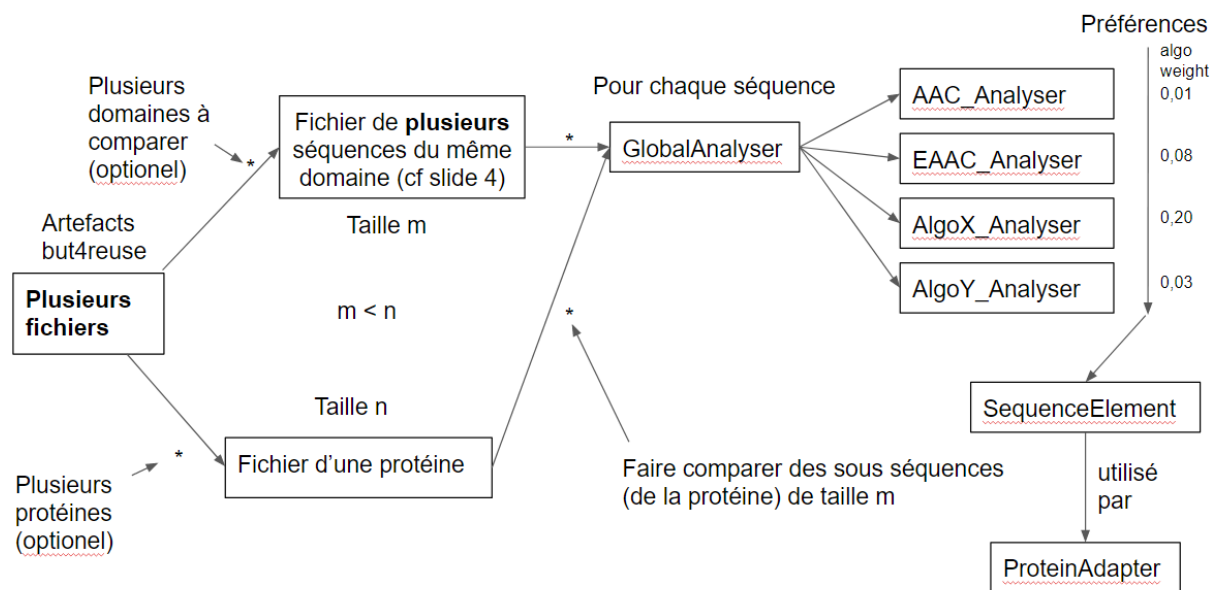 Préférences
algo
weight
0,01
0,08
0,20
0,03
Plusieurs
domaines à
comparer
(optionel)
*
Fichier de plusieurs
séquences du même
domaine (cf slide 4)
*
Pour chaque séquence
GlobalAnalyser
AAC_Analyser
EAAC_Analyser
AlgoX_Analyser
AlgoY_Analyser
Artefacts
but4reuse
Plusieurs
fichiers
Taille m
m < n
*
Taille n
Fichier d'une protéine
*
Plusieurs
protéines
(optionel)
Faire comparer des sous séquences
(de la protéine) de taille m
SequenceElement
utilisé
par
ProteinAdapter